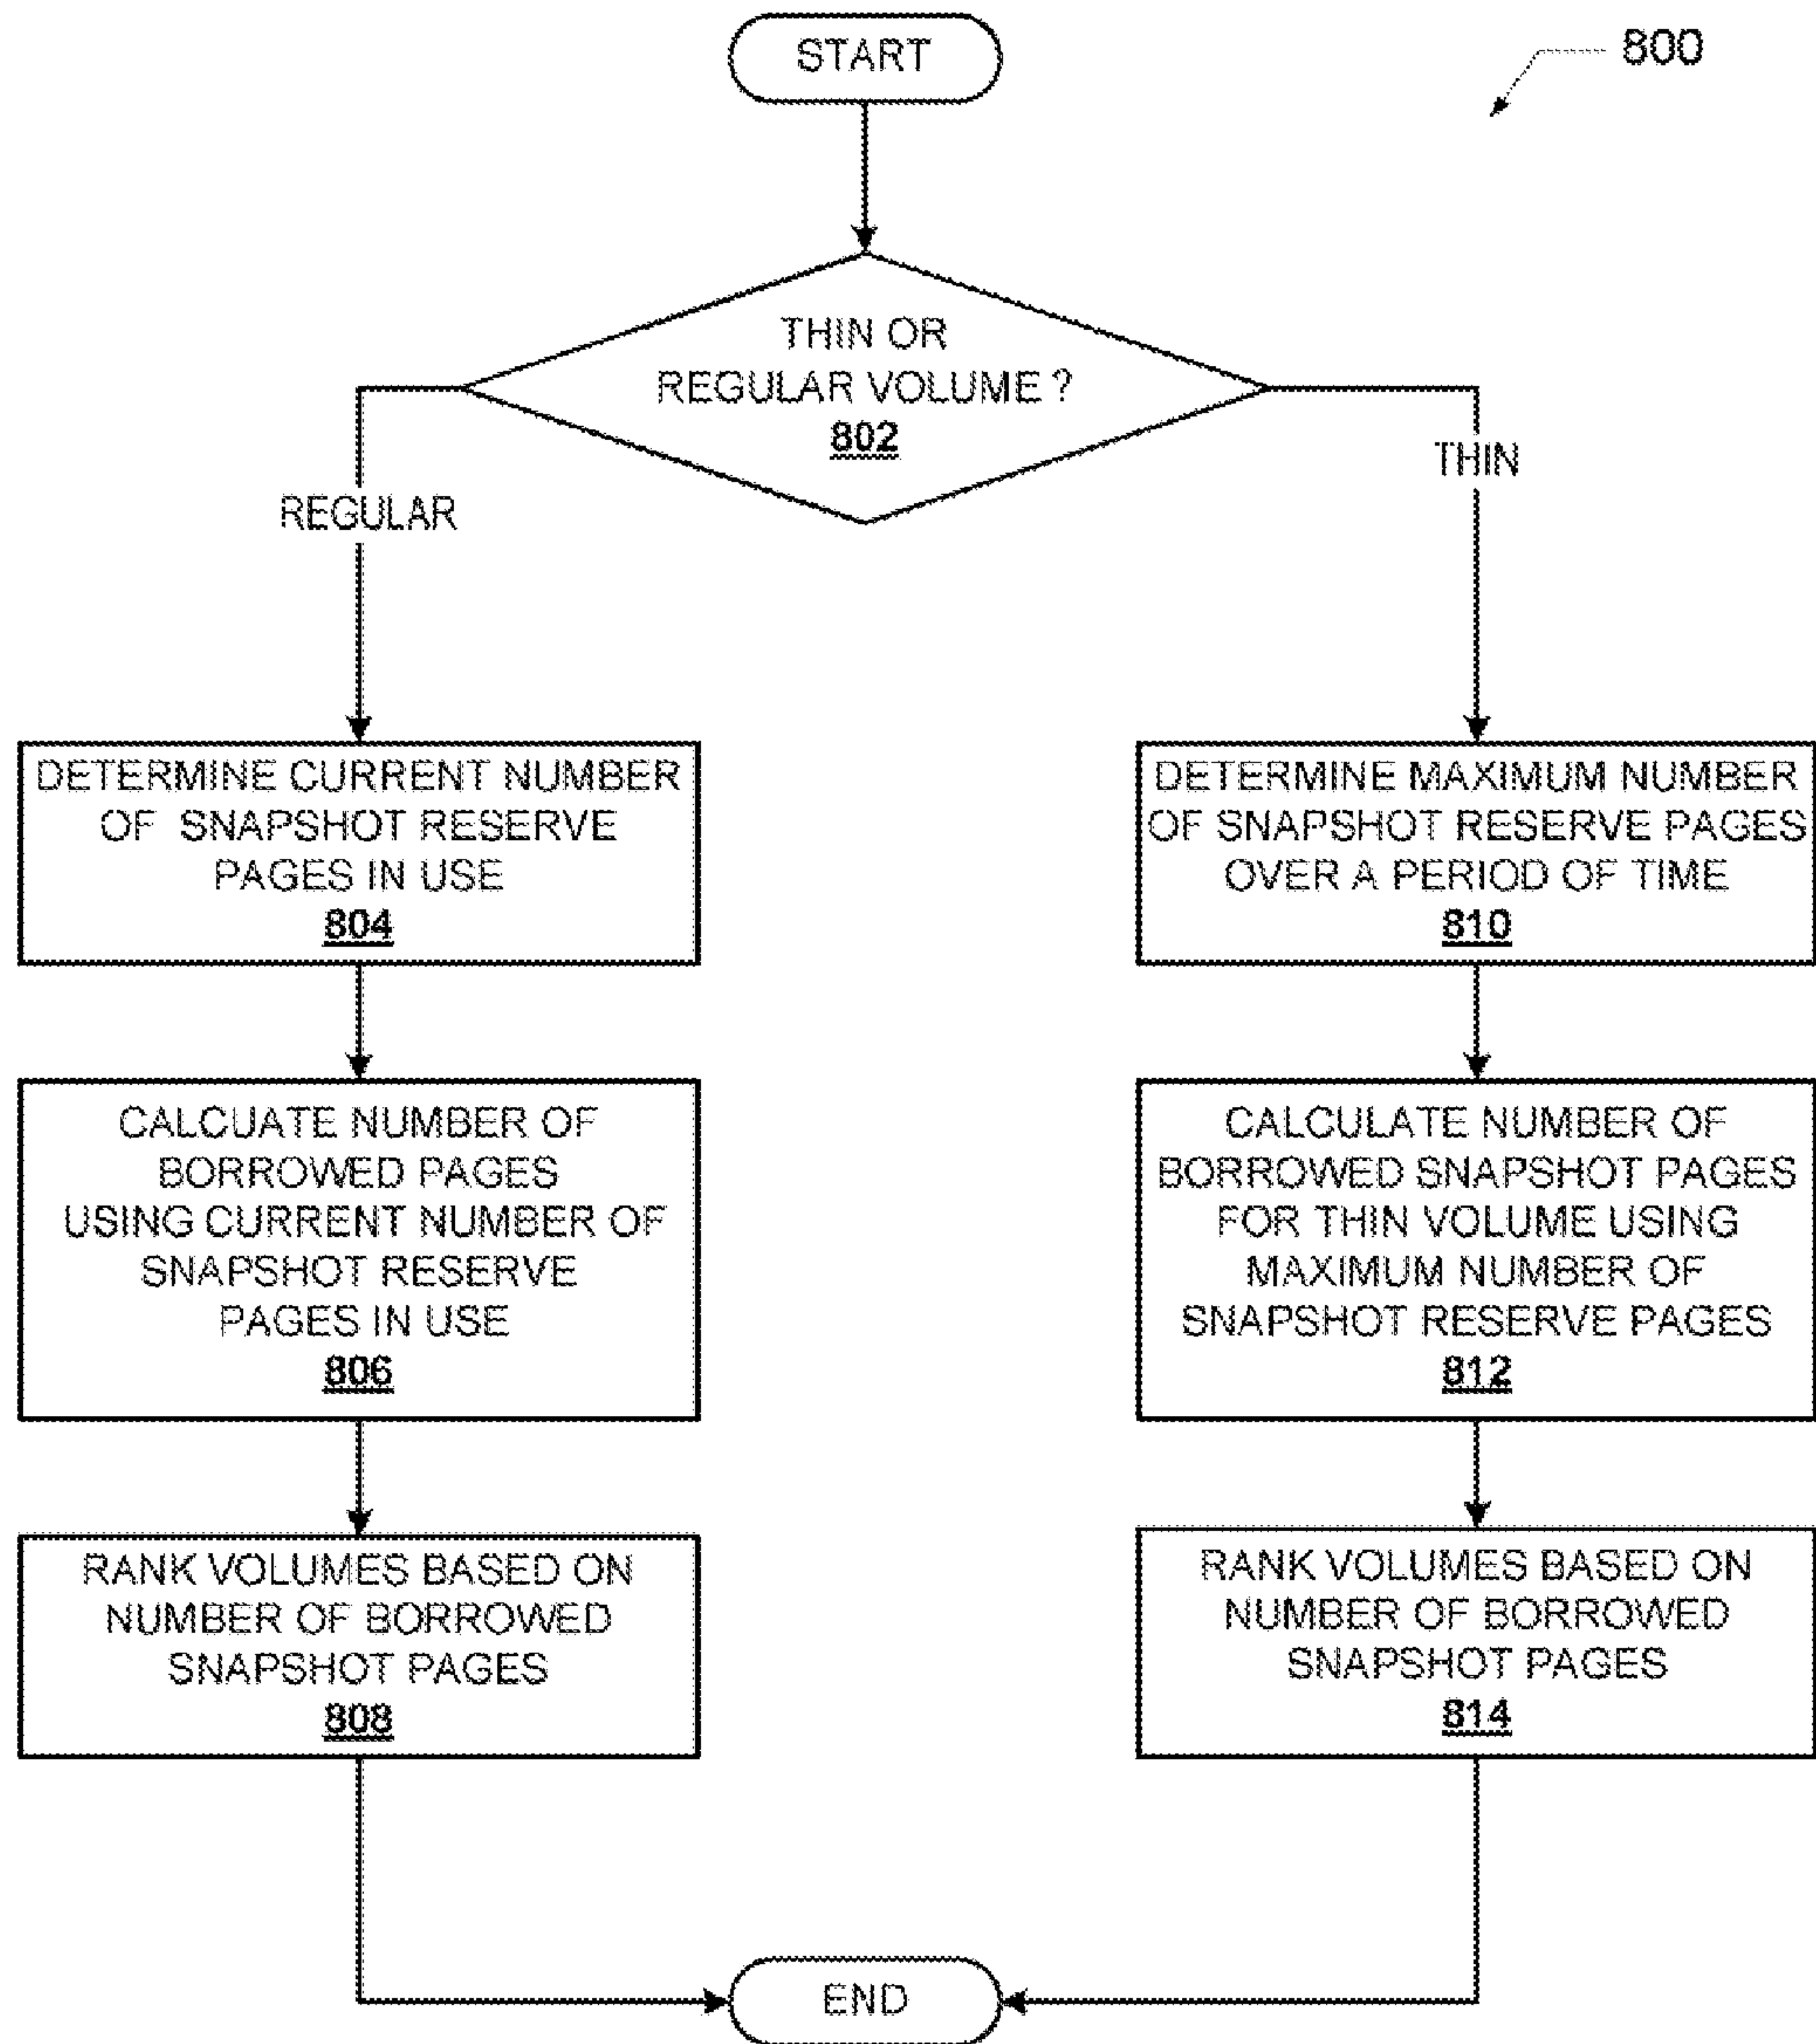 START
800
THIN OR
REGULAR VOLUME?
802
REGULAR
THIN
DETERMINE CURRENT NUMBER
OF SNAPSHOT RESERVE
PAGES IN USE
804
CALCUATE NUMBER OF
BORROWED PAGES
USING CURRENT NUMBER OF
SNAPSHOT RESERVE
PAGES IN USE
806
RANK VOLUMES BASED ON
NUMBER OF BORROWED
SNAPSHOT PAGES
808
DETERMINE MAXIMUM NUMBER
OF SNAPSHOT RESERVE PAGES
OVER A PERIOD OF TIME
810
CALCULATE NUMBER OF
BORROWED SNAPSHOT PAGES
FOR THIN VOLUME USING
MAXIMUM NUMBER OF
SNAPSHOT RESERVE PAGES
812
RANK VOLUMES BASED ON
NUMBER OF BORROWED
SNAPSHOT PAGES
814
END